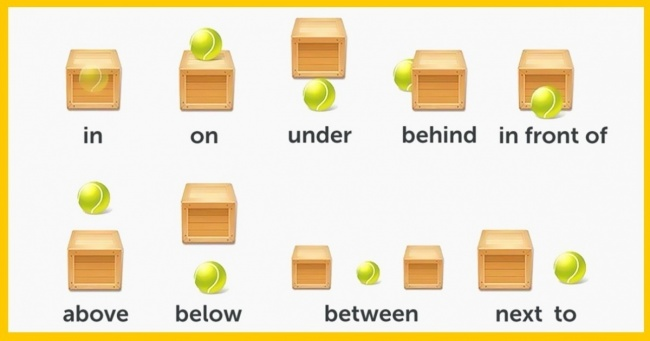 in on under behind in front of
above below between next to